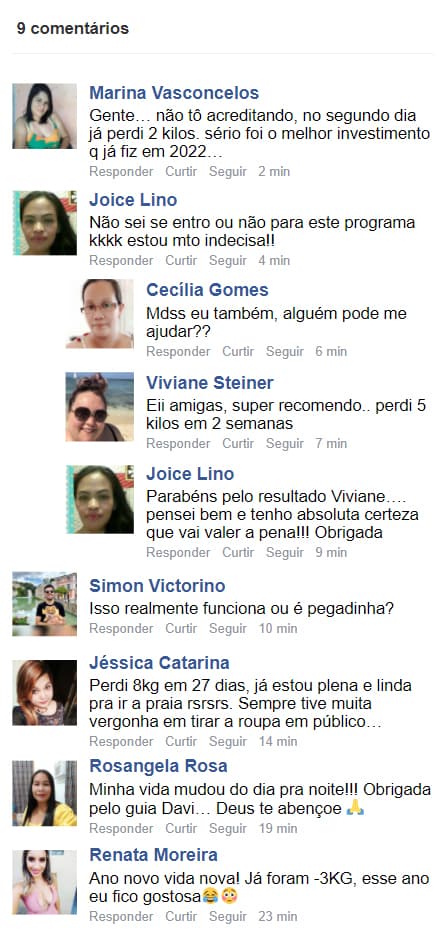 9 comentários
Marina Vasconcelos
Gente… não tô acreditando, no segundo dia
já perdi 2 kilos. sério foi o melhor investimento
q já fiz em 2022…
Responder Curtir Seguir 2 min
Joice Lino
Não sei se entro ou não para este programa
kkkk estou mto indecisa!!
Responder Curtir Seguir 4 min
Cecília Gomes
Mdss eu também, alguém pode me
ajudar??
Responder Curtir Seguir 6 min
Viviane Steiner
Eii amigas, super recomendo.. perdi 5
kilos em 2 semanas
Responder Curtir Seguir 7 min
Joice Lino
Parabéns pelo resultado Viviane….
pensei bem e tenho absoluta certeza
que vai valer a pena!!! Obrigada
Responder Curtir Seguir 9 min
Simon Victorino
Isso realmente funciona ou é pegadinha?
Responder Curtir Seguir 10 min
Jéssica Catarina
Perdi 8kg em 27 dias, já estou plena e linda
pra ir a praia rsrsrs. Sempre tive muita
vergonha em tirar a roupa em público…
Responder Curtir Seguir 14 min
Rosangela Rosa
Minha vida mudou do dia pra noite!!! Obrigada
pelo guia Davi… Deus te abençoe 🙏
Responder Curtir Seguir 19 min
Renata Moreira
Ano novo vida nova! Já foram -3KG, esse ano
eu fico gostosa😂😳
Responder Curtir Seguir 23 min